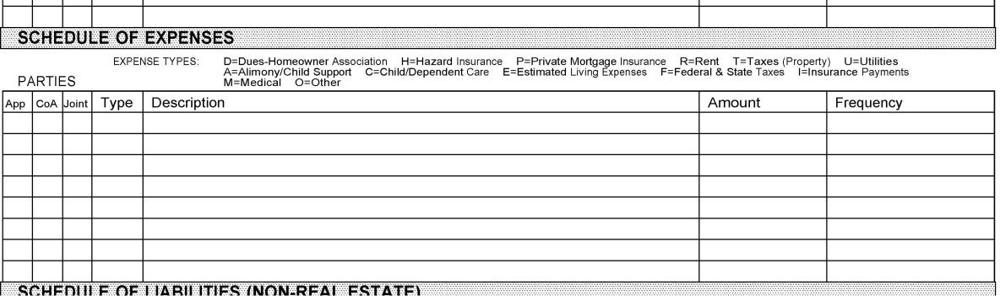 SCHEDULE OF EXPENSES
EXPENSE TYPES: D=Dues-Homeowner Association H=Hazard Insurance P=Private Mortgage Insurance R=Rent T=Taxes (Property) U=Utilities
A=Alimony/Child Support C=Child/Dependent Care E=Estimated Living Expenses F=Federal & State Taxes I=Insurance Payments
PARTIES M=Medical O=Other
App CoA Joint Type Description Amount Frequency
SCHEDULE OF LIABILITIES (NON-REAL ESTATE)